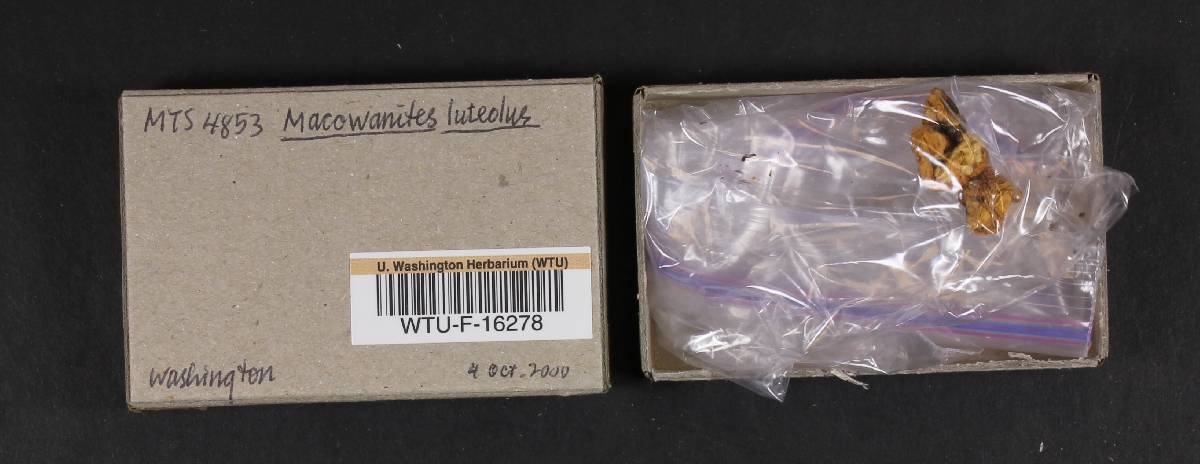 MTS 4853 Macowanites luteolus
U. Washington Herbarium (WTU)
WTU-F-16278
Washington
4 Oct. 2000